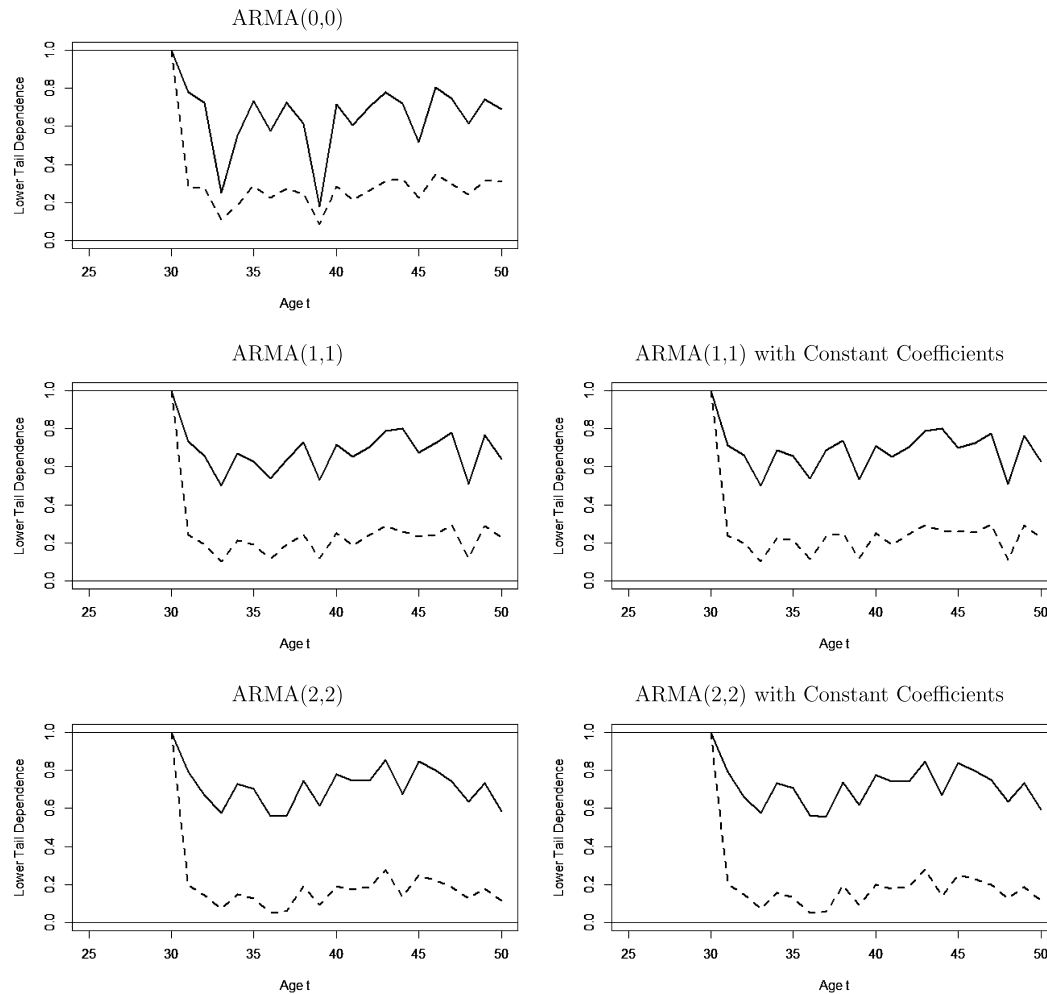 ARMA(0,0)
Lower Tail Dependence
1.0
0.8
0.6
0.4
0.2
0.0
25 30 35 40 45 50
Age t
ARMA(1,1)
Lower Tail Dependence
1.0
0.8
0.6
0.4
0.2
0.0
25 30 35 40 45 50
Age t
ARMA(1,1) with Constant Coefficients
Lower Tail Dependence
1.0
0.8
0.6
0.4
0.2
0.0
25 30 35 40 45 50
Age t
ARMA(2,2)
Lower Tail Dependence
1.0
0.8
0.6
0.4
0.2
0.0
25 30 35 40 45 50
Age t
ARMA(2,2) with Constant Coefficients
Lower Tail Dependence
1.0
0.8
0.6
0.4
0.2
0.0
25 30 35 40 45 50
Age t